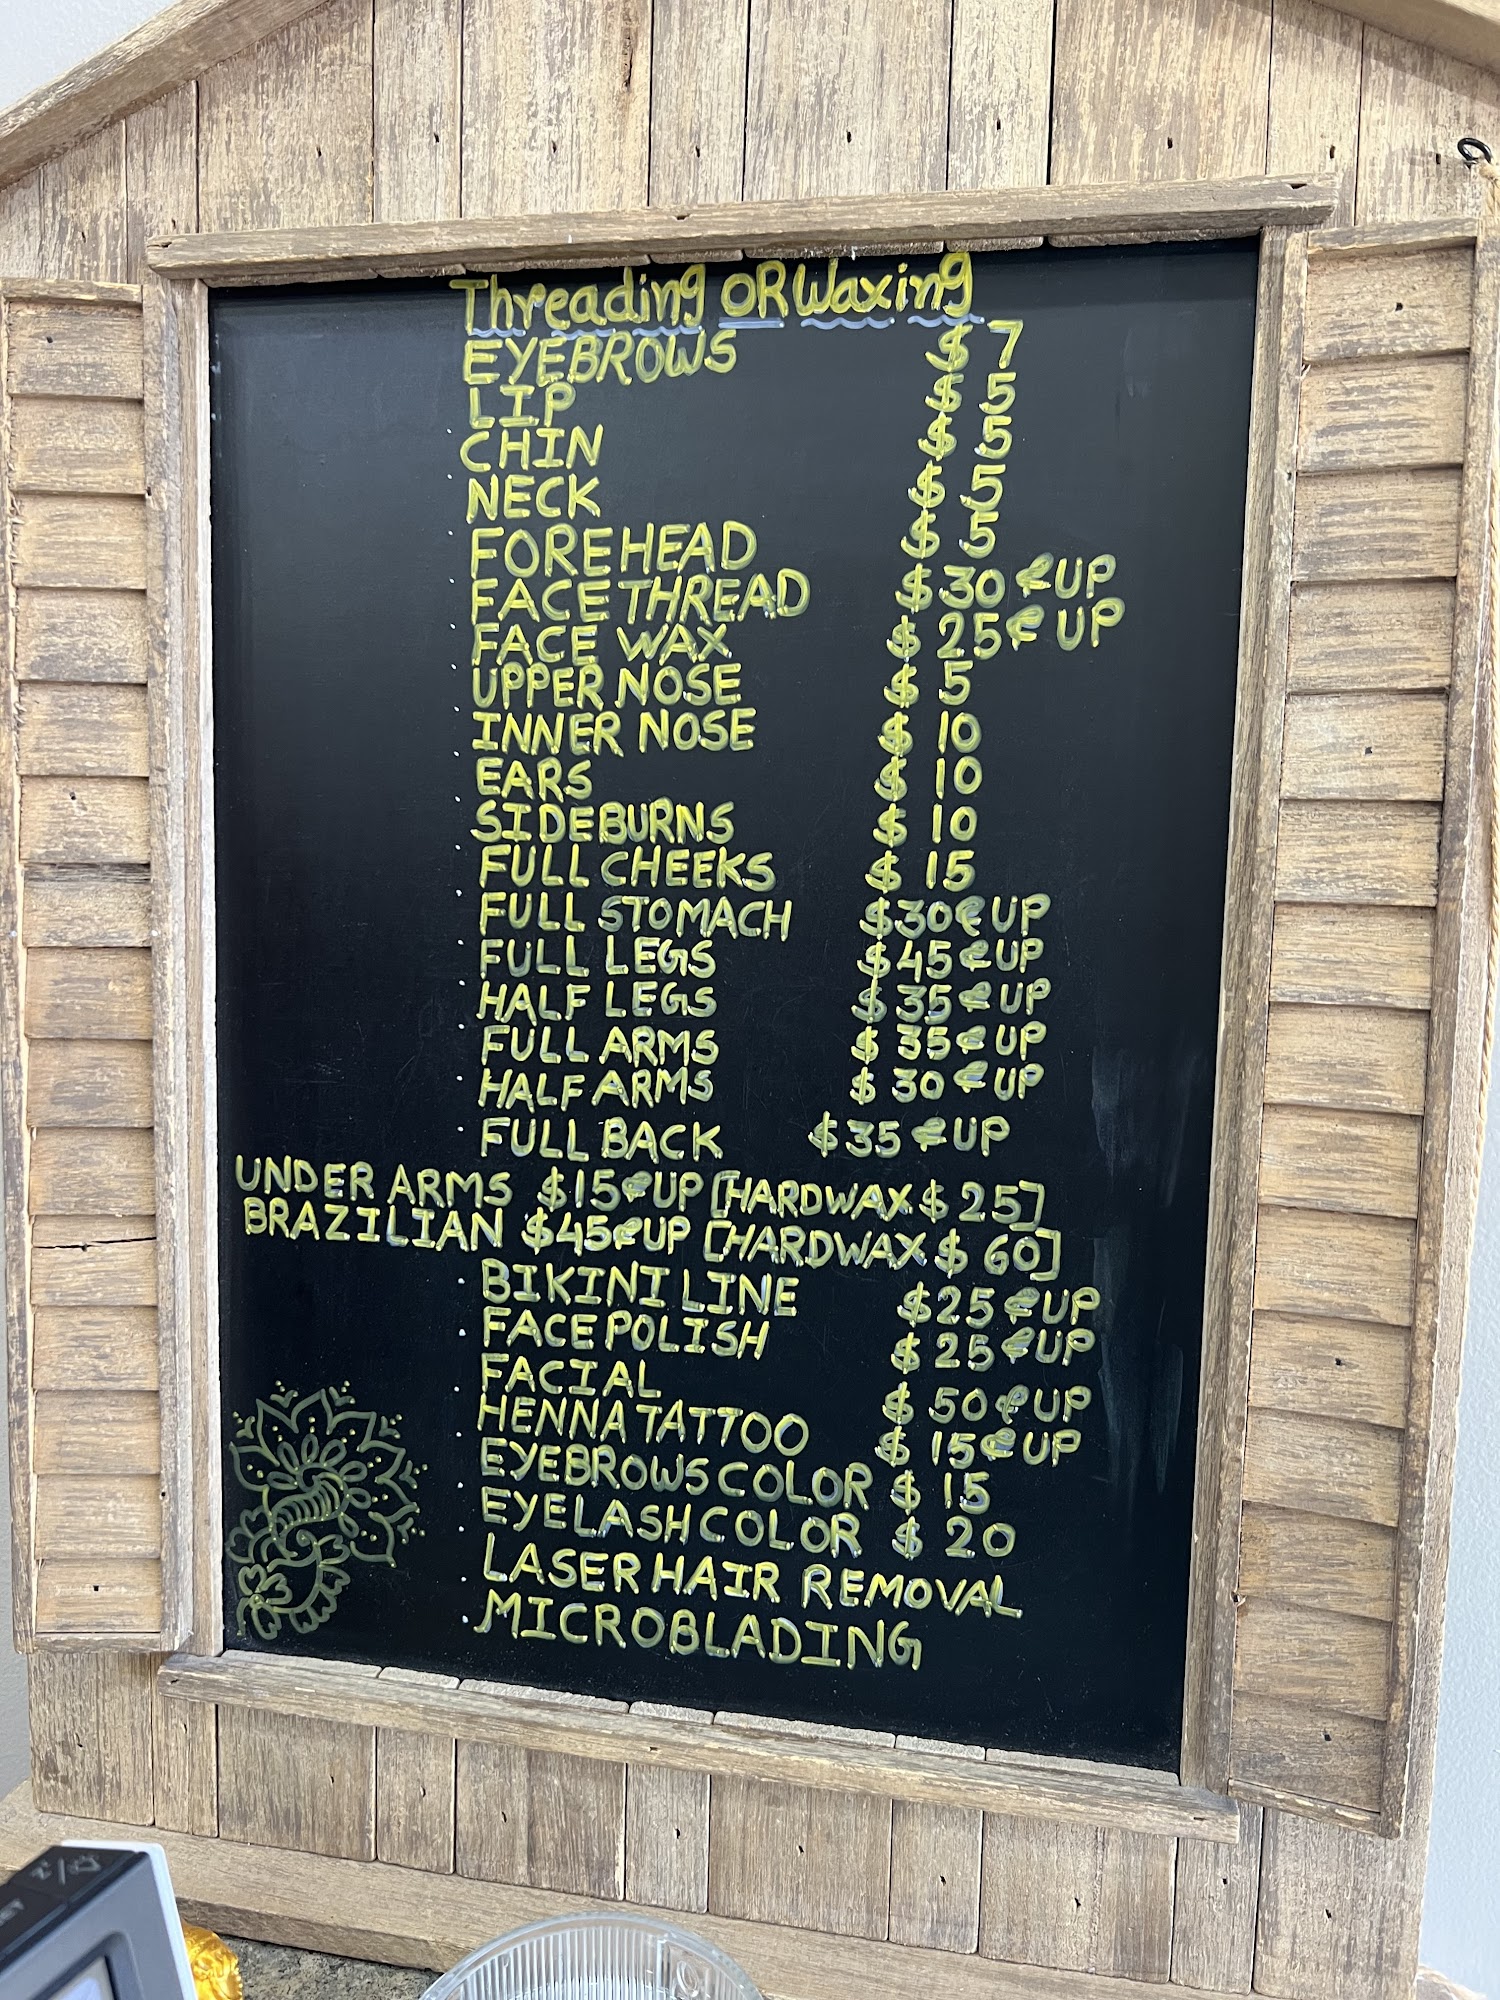 Threading OR Waxing
EYEBROWS $ 7
LIP $ 5
CHIN $ 5
NECK $ 5
FOREHEAD $ 5
FACE THREAD $ 30 & UP
FACE WAX $ 25 & UP
UPPER NOSE $ 5
INNER NOSE $ 10
EARS $ 10
SIDEBURNS $ 10
FULL CHEEKS $ 15
FULL STOMACH $30 & UP
FULL LEGS $45 & UP
HALF LEGS $ 35 & UP
FULL ARMS $ 35 & UP
HALF ARMS $ 30 & UP
FULL BACK $35 & UP
UNDER ARMS $15 & UP [HARDWAX $ 25]
BRAZILIAN $45 & UP [HARDWAX $ 60]
BIKINI LINE $25 & UP
FACE POLISH $ 25 & UP
FACIAL $ 50 & UP
HENNA TATTOO $ 15 & UP
EYEBROWS COLOR $ 15
EYELASH COLOR $ 20
LASER HAIR REMOVAL
MICROBLADING